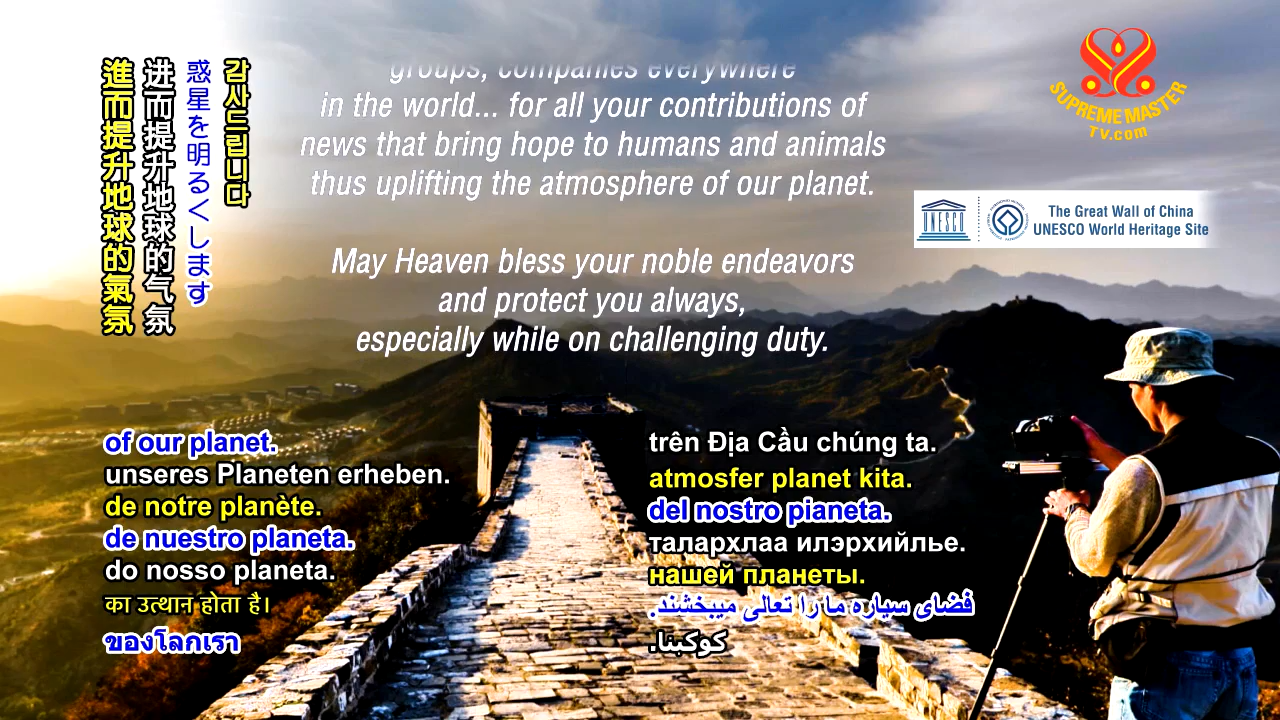 進而提升地球的氣氛
进而提升地球的气氛
惑星を明るくします
감사드립니다
groups, companies everywhere
in the world... for all your contributions of
news that bring hope to humans and animals
thus uplifting the atmosphere of our planet.
May Heaven bless your noble endeavors
and protect you always,
especially while on challenging duty.
SUPREME MASTER
TV.com
UNESCO
The Great Wall of China
UNESCO World Heritage Site
of our planet.
unseres Planeten erheben.
de notre planète.
de nuestro planeta.
do nosso planeta.
का उत्थान होता है।
ของโลกเรา
trên Địa Cầu chúng ta.
atmosfer planet kita.
del nostro pianeta.
талархлаа илэрхийлье.
нашей планеты.
فضای سیاره ما را تعالی میبخشند.
كوكبنا.